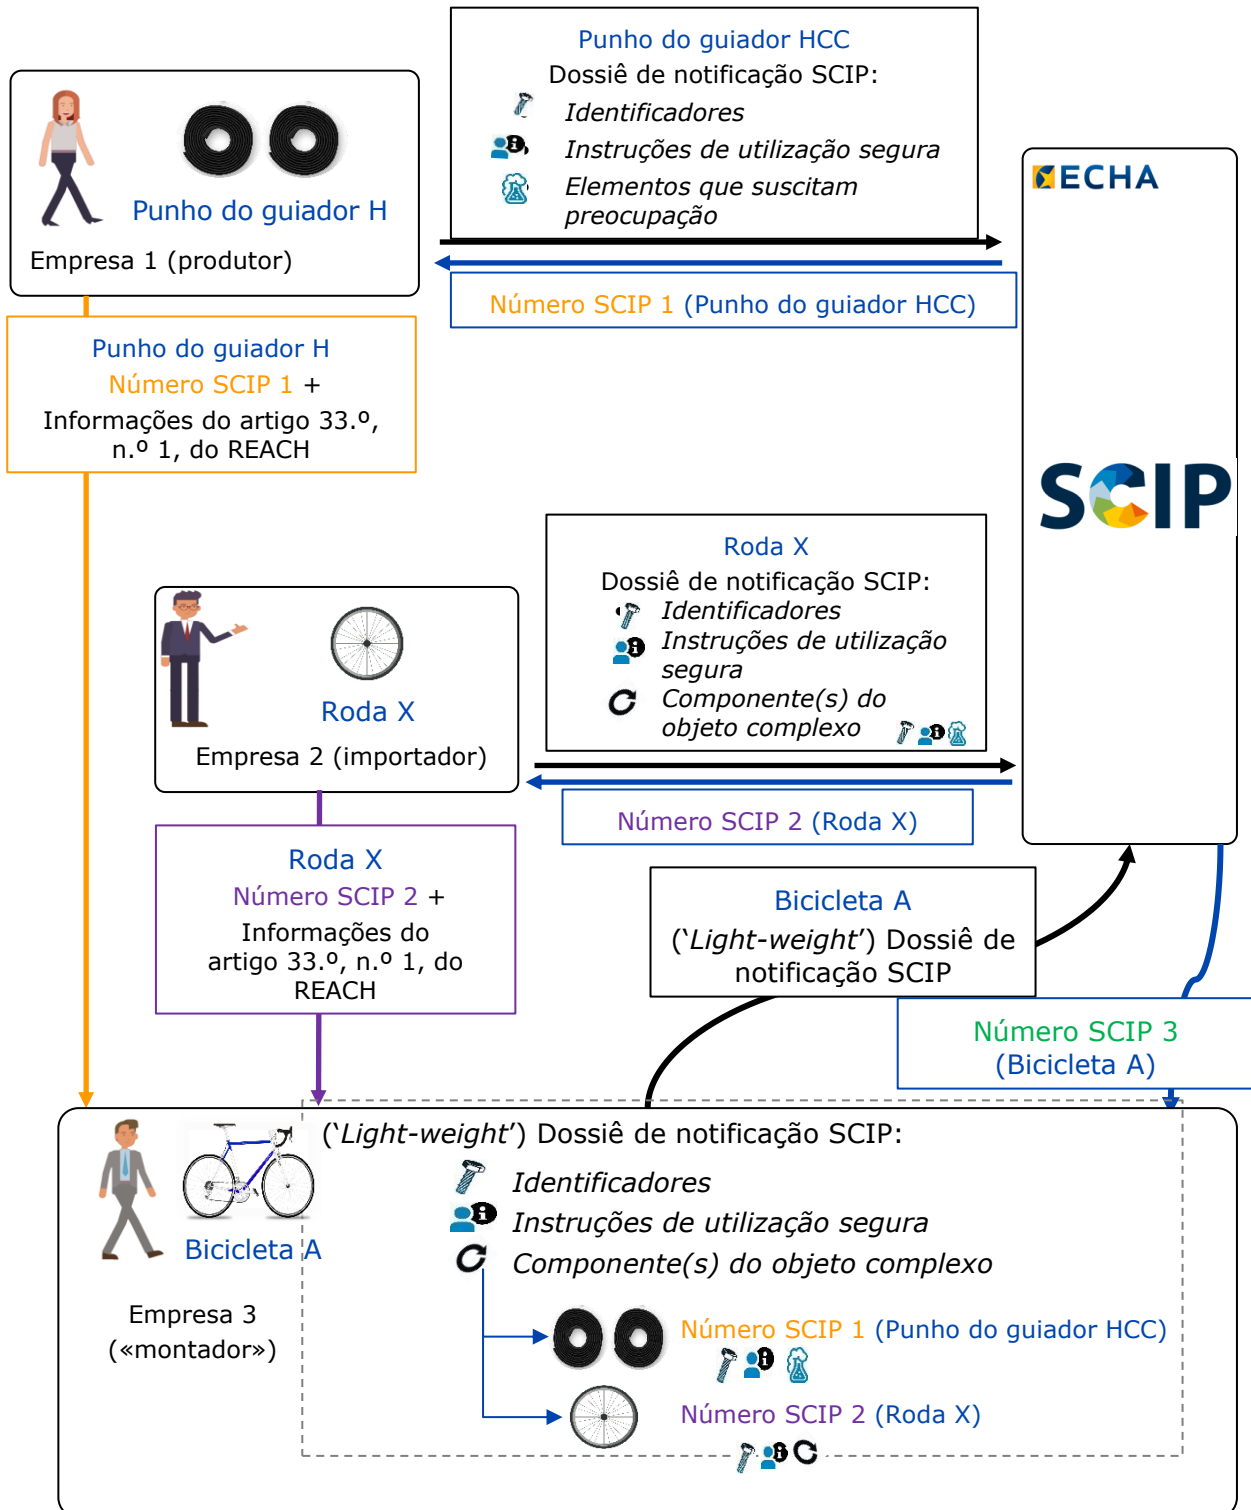 Punho do guiador HCC
Dossiê de notificação SCIP:
Identificadores
Instruções de utilização segura
Elementos que suscitam
preocupação
Punho do guiador H
Empresa 1 (produtor)
ECHA
Número SCIP 1 (Punho do guiador HCC)
Punho do guiador H
Número SCIP 1 +
Informações do artigo 33.º,
n.º 1, do REACH
SCIP
Roda X
Dossiê de notificação SCIP:
Identificadores
Instruções de utilização
segura
Componente(s) do
objeto complexo
Roda X
Empresa 2 (importador)
Número SCIP 2 (Roda X)
Roda X
Número SCIP 2 +
Informações do
artigo 33.º, n.º 1, do
REACH
Bicicleta A
(‘Light-weight’) Dossiê de
notificação SCIP
Número SCIP 3
(Bicicleta A)
(‘Light-weight’) Dossiê de notificação SCIP:
Identificadores
Instruções de utilização segura
Componente(s) do objeto complexo
Bicicleta A
Empresa 3
(«montador»)
Número SCIP 1 (Punho do guiador HCC)
Número SCIP 2 (Roda X)